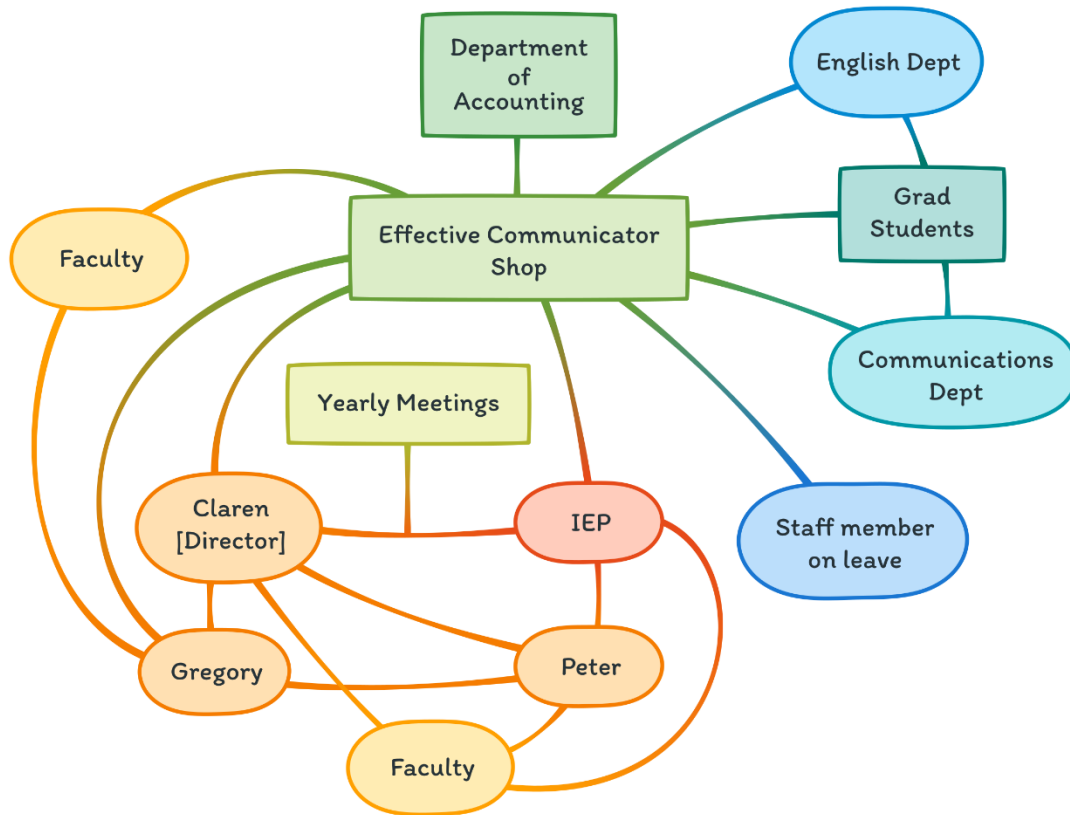 Department
of
Accounting
English Dept
Grad
Students
Effective Communicator
Shop
Faculty
Communications
Dept
Yearly Meetings
Claren
[Director]
IEP
Staff member
on leave
Gregory
Peter
Faculty